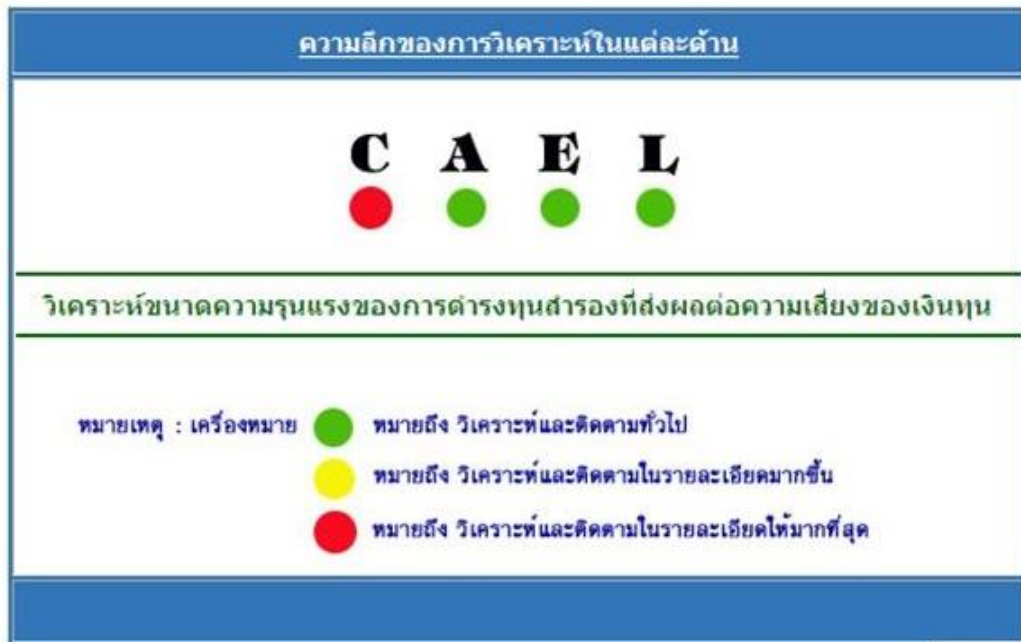 ความลึกของการวิเคราะห์ในแต่ละด้าน
C A E L
วิเคราะห์ขนาดความรุนแรงของการดำรงทุนสำรองที่ส่งผลต่อความเสี่ยงของเงินทุน
หมายเหตุ : เครื่องหมาย หมายถึง วิเคราะห์และติดตามทั่วไป
หมายถึง วิเคราะห์และติดตามในรายละเอียดมากขึ้น
หมายถึง วิเคราะห์และติดตามในรายละเอียดให้มากที่สุด